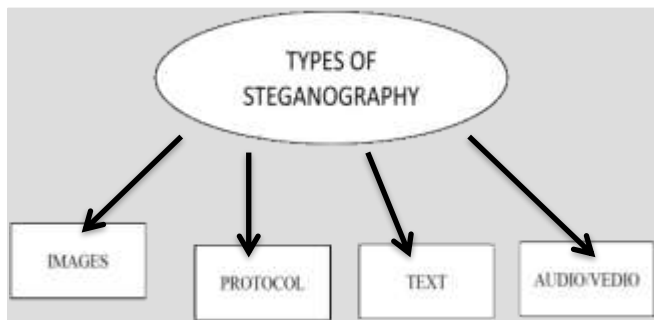 TYPES OF
STEGANOGRAPHY
IMAGES
PROTOCOL
TEXT
AUDIO/VEDIO